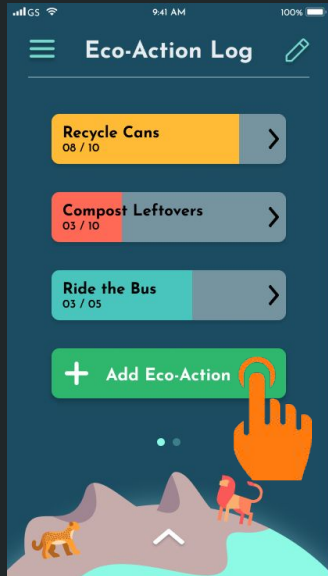 GS 9:41 AM 100%
Eco-Action Log
Recycle Cans
08 / 10
Compost Leftovers
03 / 10
Ride the Bus
03 / 05
+ Add Eco-Action